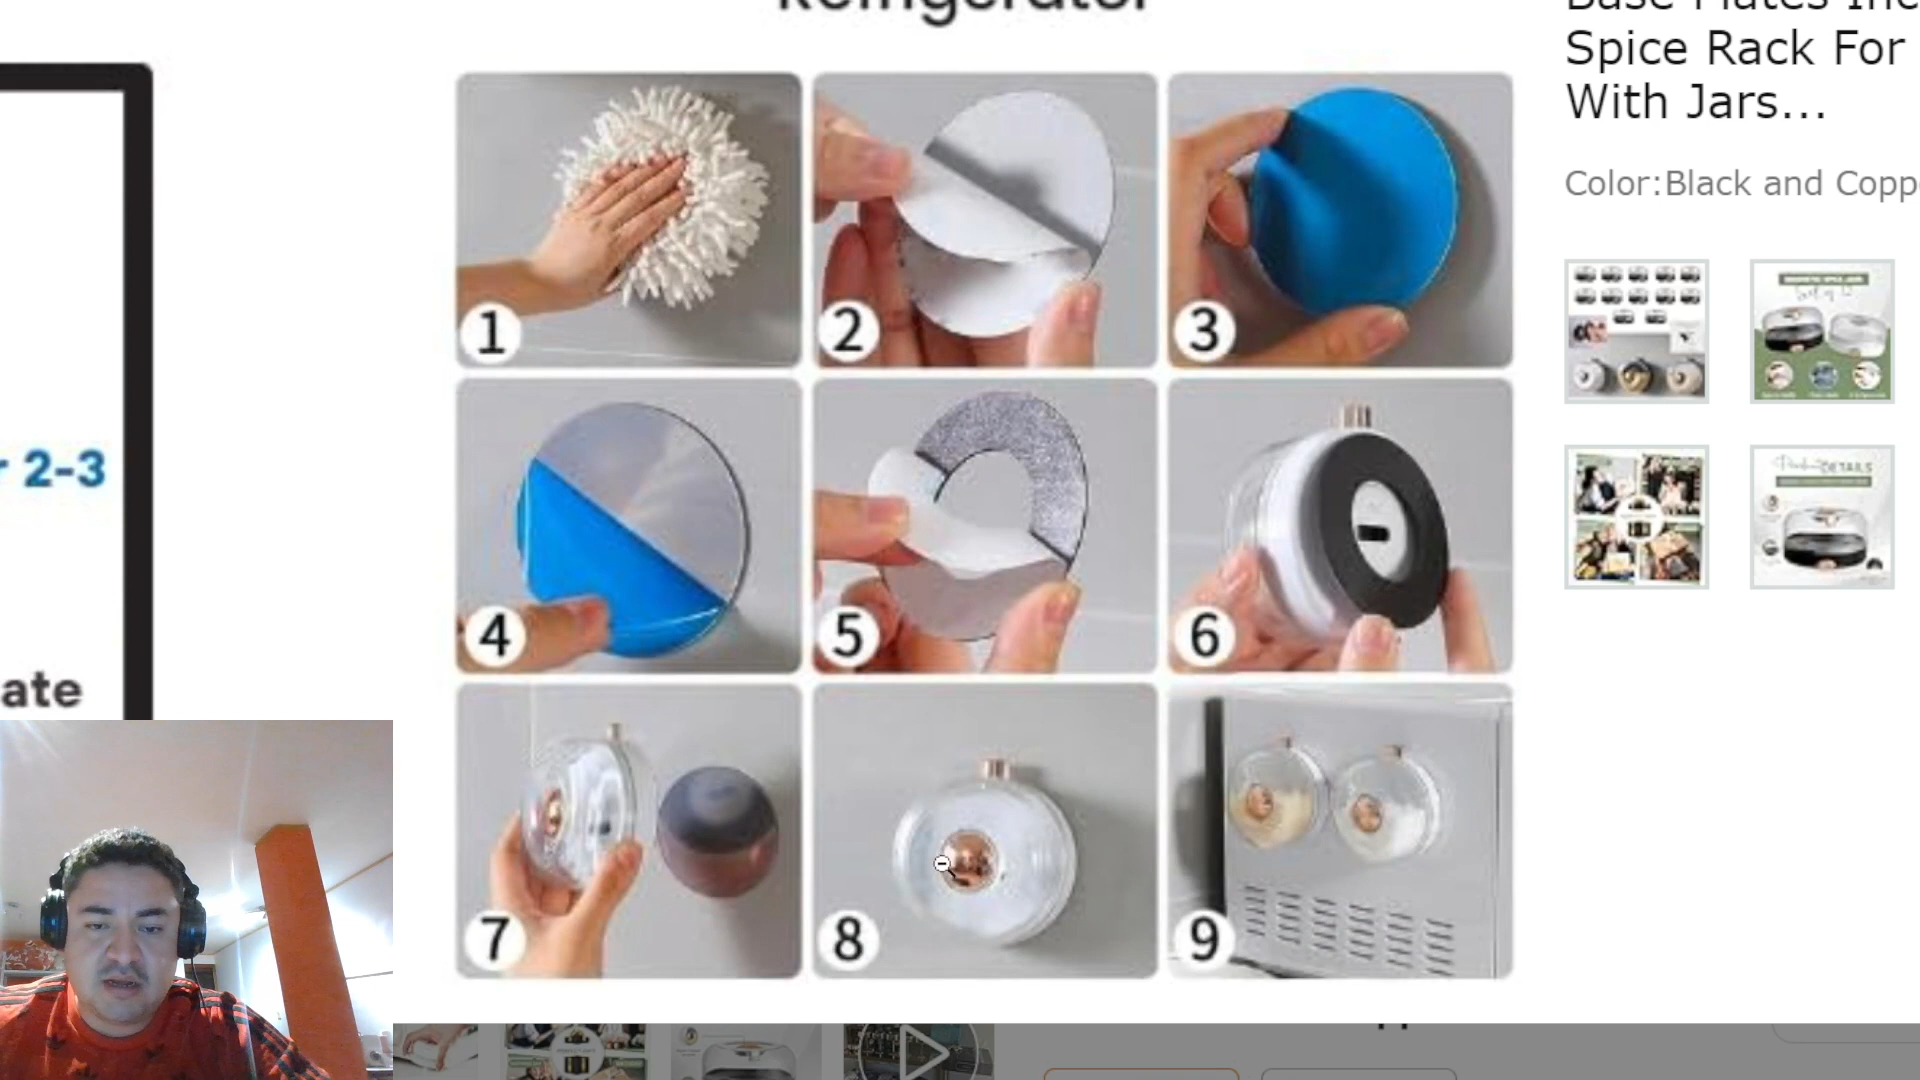 Refrigerator
r 2-3
ate
1
2
3
4
5
6
7
8
9
Base Plates Inc
Spice Rack For
With Jars...
Color:Black and Copp
DETAILS